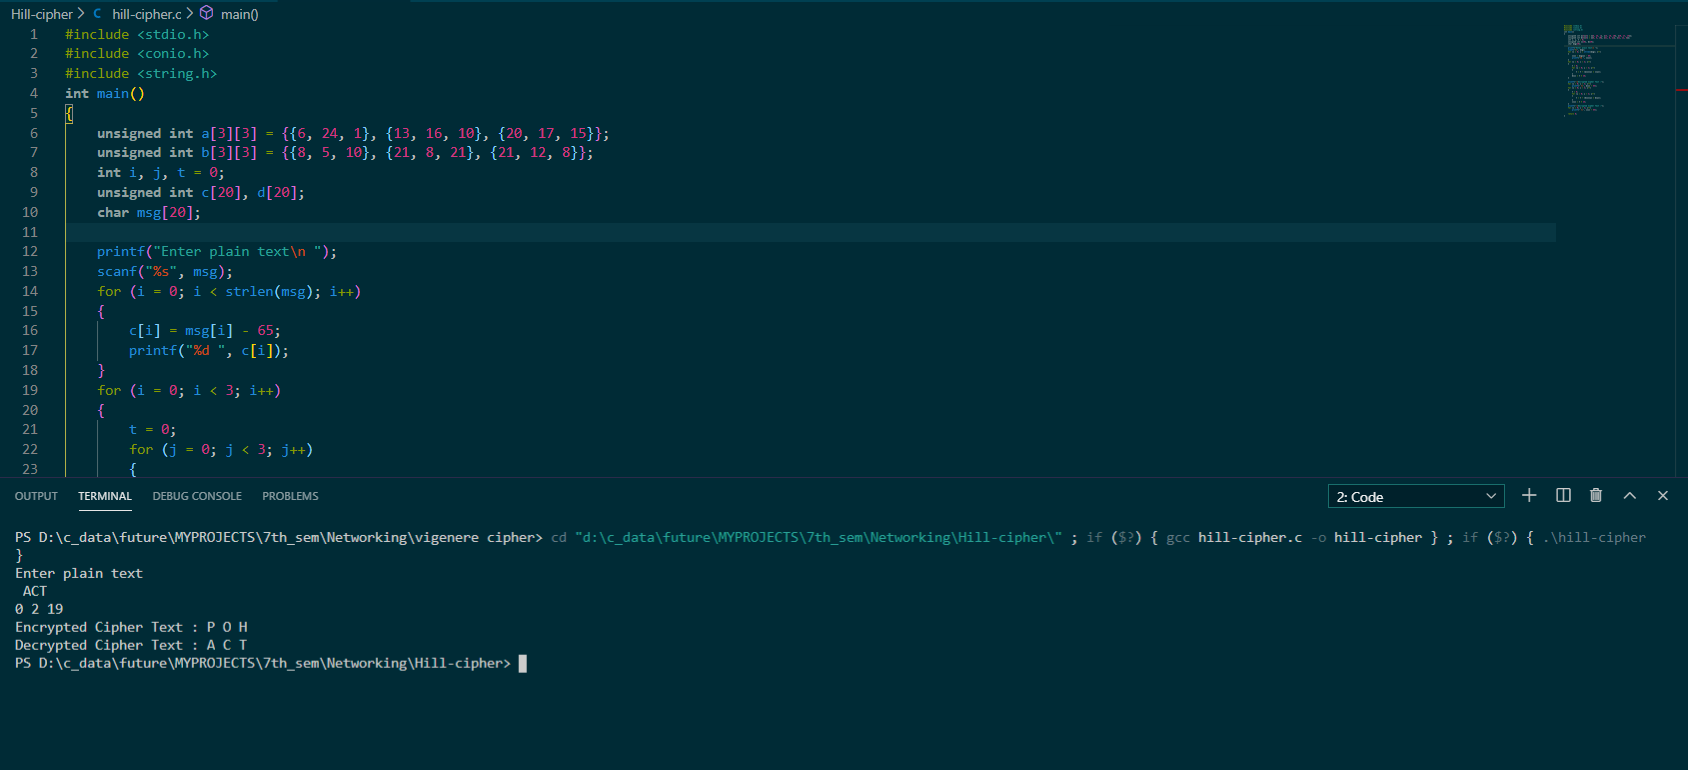 Hill-cipher > C hill-cipher.c > main()
1 #include <stdio.h>
2 #include <conio.h>
3 #include <string.h>
4 int main()
5 {
6 unsigned int a[3][3] = {{6, 24, 1}, {13, 16, 10}, {20, 17, 15}};
7 unsigned int b[3][3] = {{8, 5, 10}, {21, 8, 21}, {21, 12, 8}};
8 int i, j, t = 0;
9 unsigned int c[20], d[20];
10 char msg[20];
11
12 printf("Enter plain text\n ");
13 scanf("%s", msg);
14 for (i = 0; i < strlen(msg); i++)
15 {
16 c[i] = msg[i] - 65;
17 printf("%d ", c[i]);
18 }
19 for (i = 0; i < 3; i++)
20 {
21 t = 0;
22 for (j = 0; j < 3; j++)
23 {
OUTPUT TERMINAL DEBUG CONSOLE PROBLEMS 2: Code
PS D:\c_data\future\MYPROJECTS\7th_sem\Networking\vigenere cipher> cd "d:\c_data\future\MYPROJECTS\7th_sem\Networking\Hill-cipher\" ; if ($?) { gcc hill-cipher.c -o hill-cipher } ; if ($?) { .\hill-cipher
}
Enter plain text
ACT
0 2 19
Encrypted Cipher Text : P O H
Decrypted Cipher Text : A C T
PS D:\c_data\future\MYPROJECTS\7th_sem\Networking\Hill-cipher>